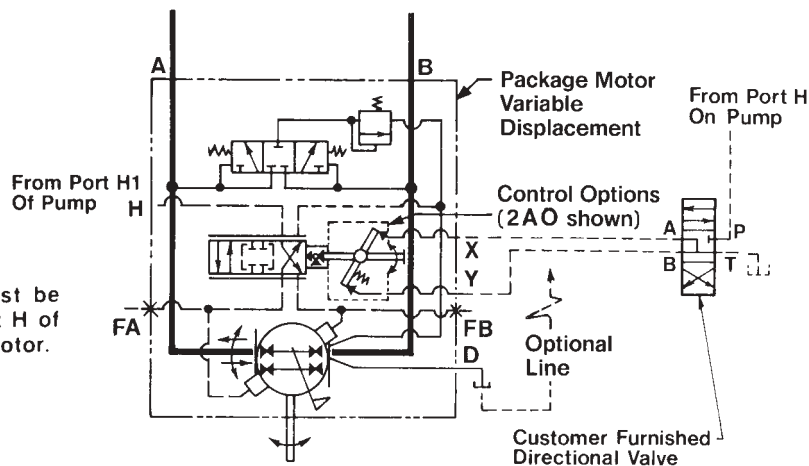 A
B
Package Motor
Variable
Displacement
From Port H
On Pump
From Port H1
Of Pump
H
Control Options
(2AO shown)
A
P
X
B
T
Y
st be
H of
otor.
FA
FB
D
Optional
Line
Customer Furnished
Directional Valve